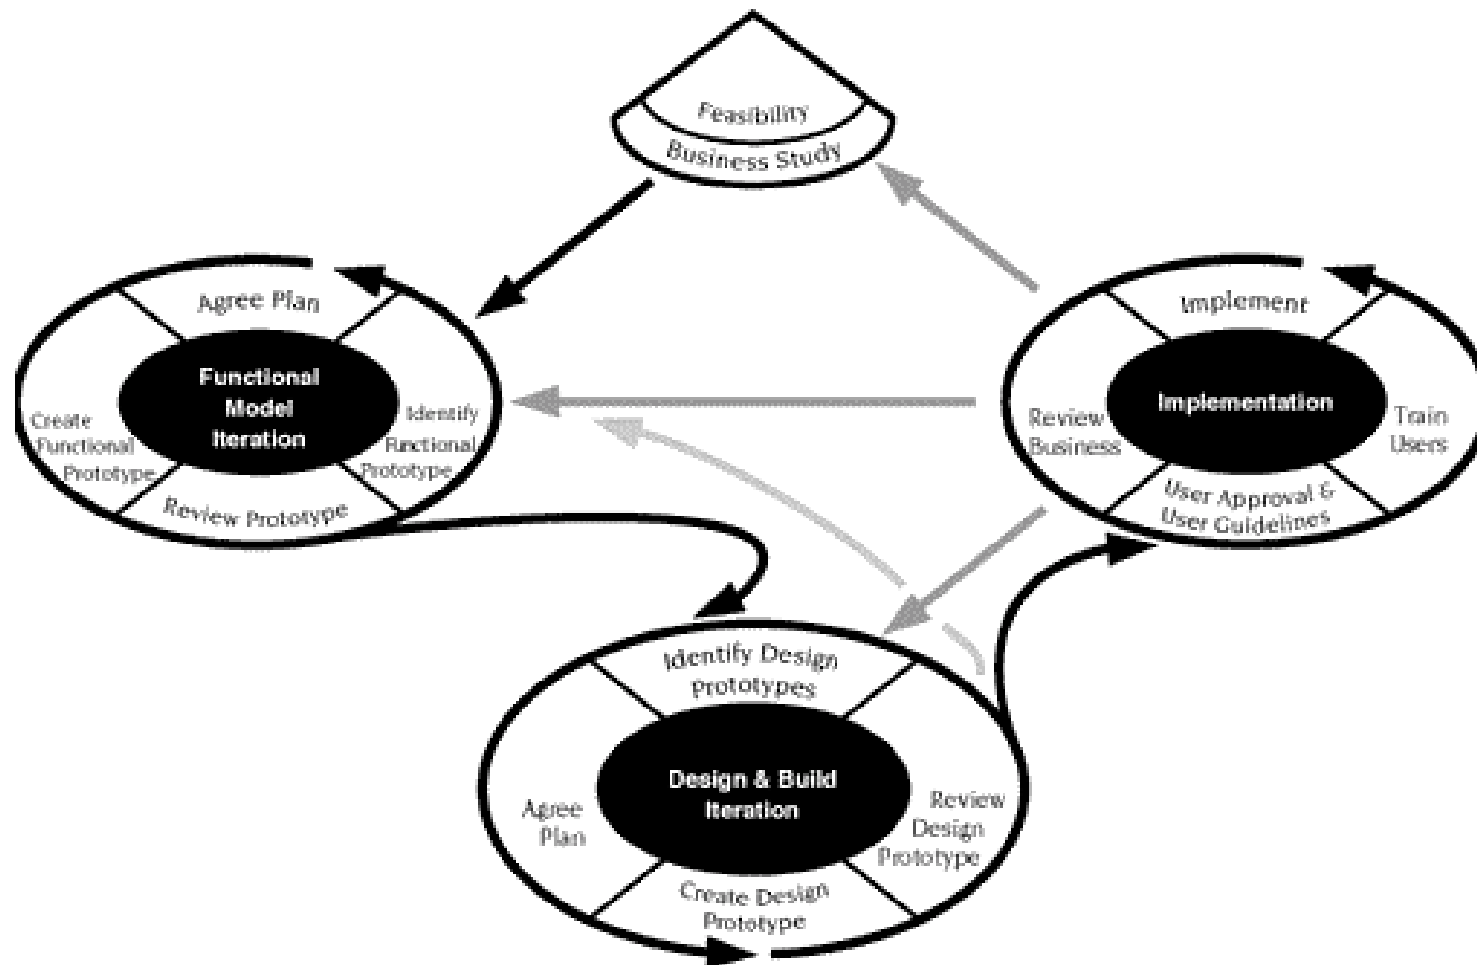 Feasibility
Business Study
Agree Plan
Functional
Model
Iteration
Create
Functional
Prototype
Identify
Functional
Prototype
Review Prototype
Implement
Implementation
Review
Business
Train
Users
User Approval &
User Guidelines
Identify Design
prototypes
Design & Build
Iteration
Agree
Plan
Review
Design
Prototype
Create Design
Prototype